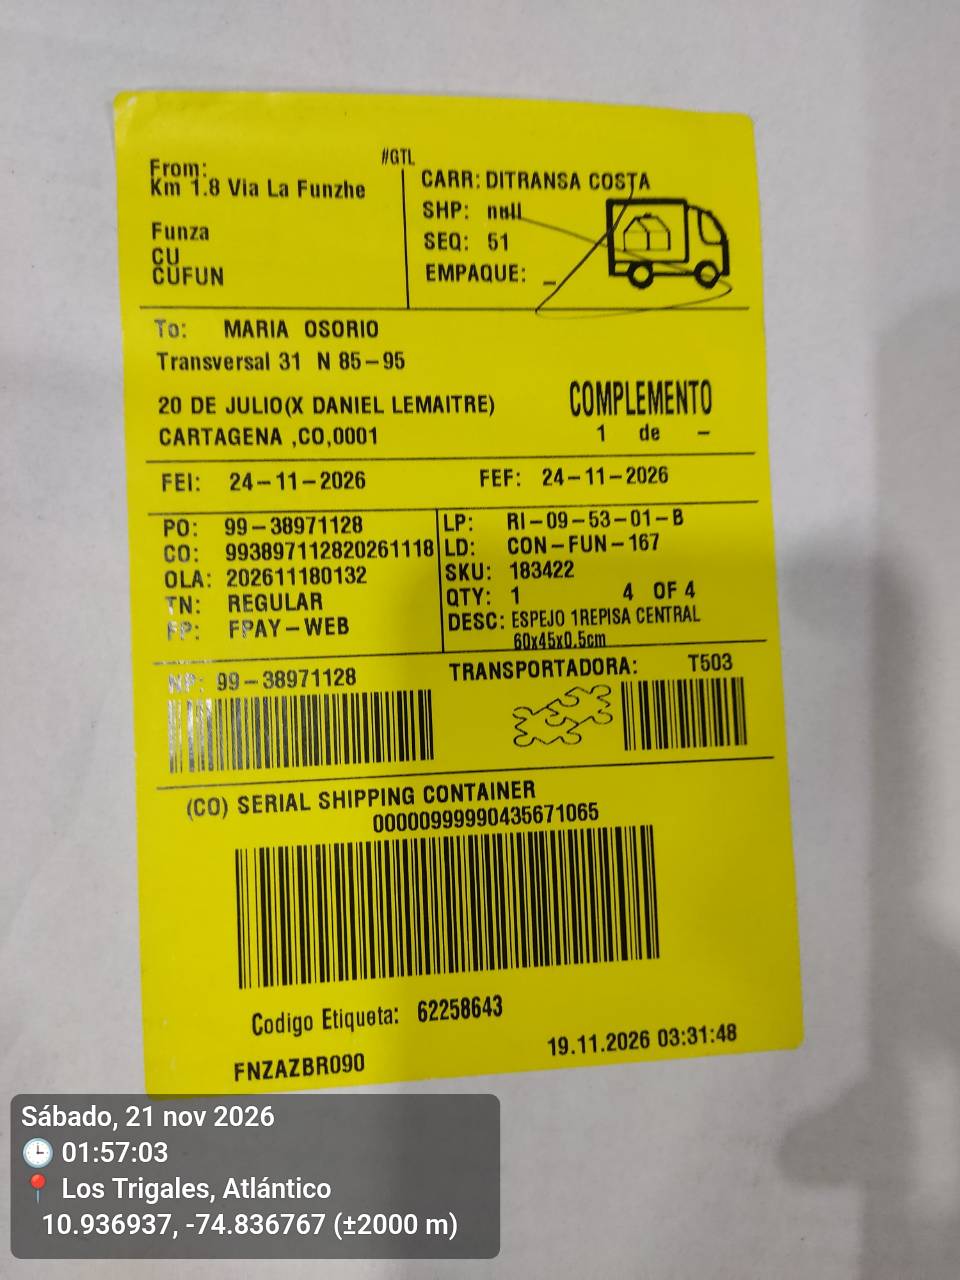 #GTL
From:
Km 1.8 Via La Funzhe
Funza
CU
CUFUN
CARR: DITRANSA COSTA
SHP: null
SEQ: 51
EMPAQUE: _
To: MARIA OSORIO
Transversal 31 N 85-95
20 DE JULIO(X DANIEL LEMAITRE)
CARTAGENA ,CO,0001
COMPLEMENTO
1 de -
FEI: 24-11-2026
FEF: 24-11-2026
PO: 99-38971128
CO: 993897112820261118
OLA: 202611180132
TN: REGULAR
FP: FPAY-WEB
LP: RI-09-53-01-B
LD: CON-FUN-167
SKU: 183422
QTY: 1 4 OF 4
DESC: ESPEJO 1REPISA CENTRAL
60x45x0.5cm
NP: 99-38971128
TRANSPORTADORA: T503
(CO) SERIAL SHIPPING CONTAINER
00000999990435671065
Codigo Etiqueta: 62258643
FNZAZBR090
19.11.2026 03:31:48
Sábado, 21 nov 2026
01:57:03
Los Trigales, Atlántico
10.936937, -74.836767 (±2000 m)